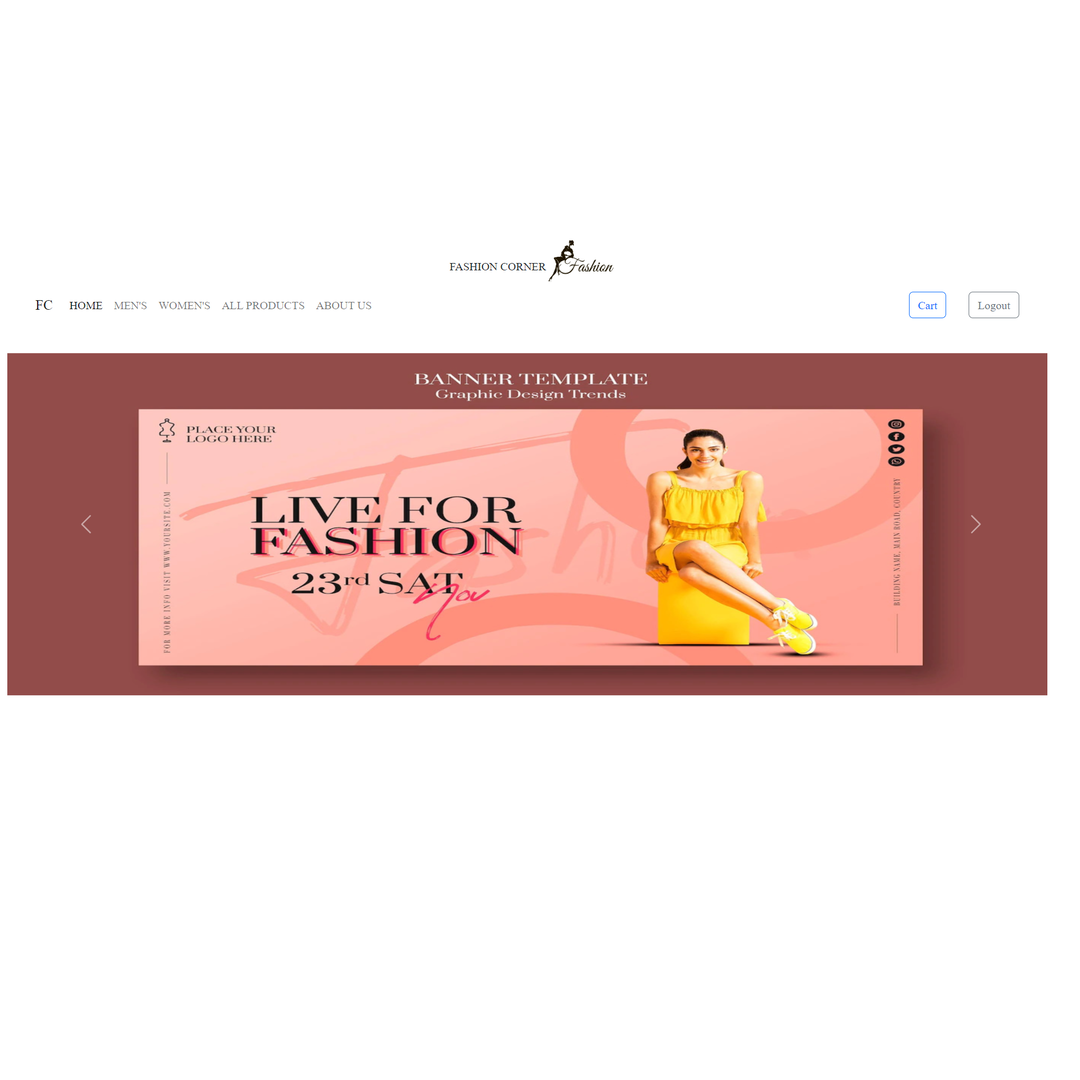 FASHION CORNER Fashion
FC HOME MEN'S WOMEN'S ALL PRODUCTS ABOUT US Cart Logout
BANNER TEMPLATE
Graphic Design Trends
PLACE YOUR
LOGO HERE
FOR MORE INFO VISIT WWW.YOURSITE.COM
Fashion
LIVE FOR
FASHION
23rd SAT
Nov
BUILDING NAME, MAIN ROAD, COUNTRY